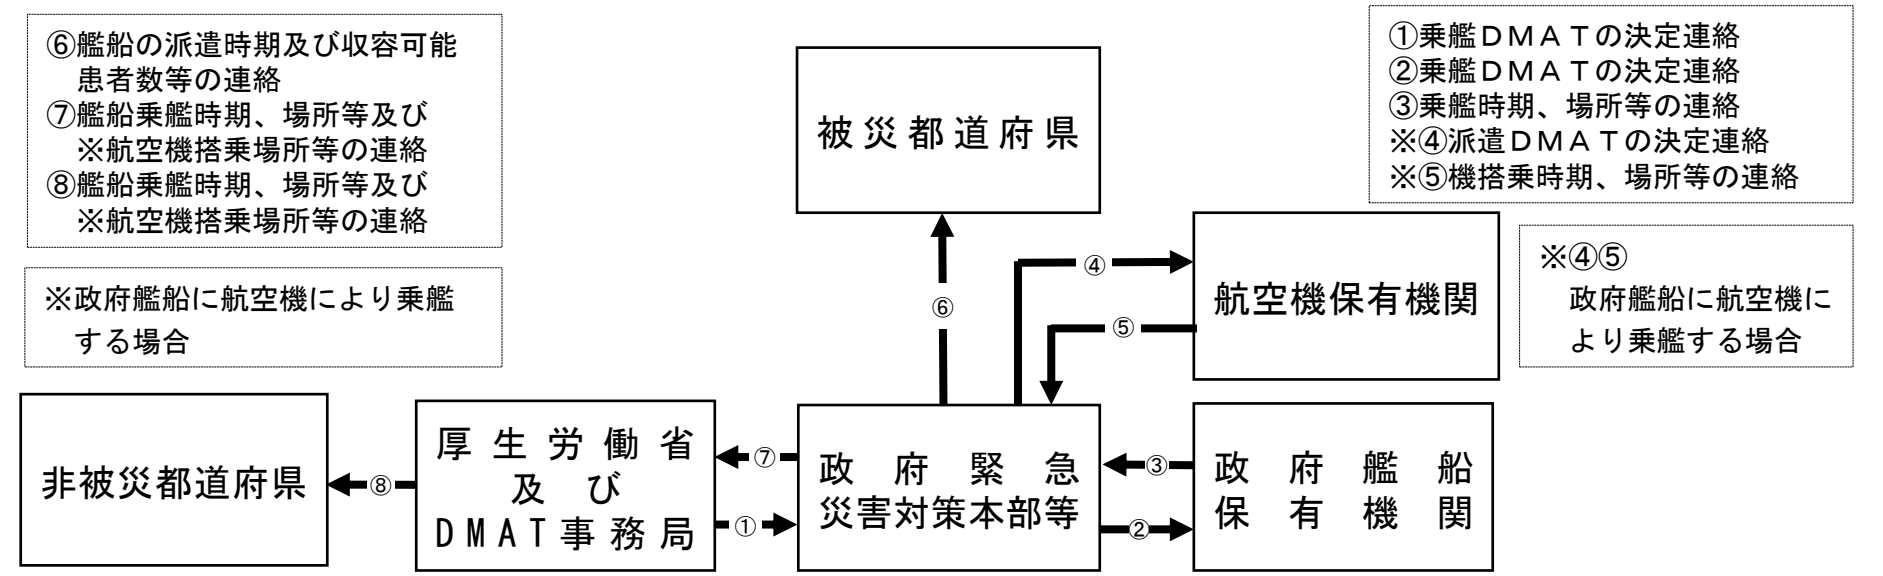 ⑥艦船の派遣時期及び収容可能
患者数等の連絡
⑦艦船乗艦時期、場所等及び
※航空機搭乗場所等の連絡
⑧艦船乗艦時期、場所等及び
※航空機搭乗場所等の連絡
※政府艦船に航空機により乗艦
する場合
被災都道府県
①乗艦DMATの決定連絡
②乗艦DMATの決定連絡
③乗艦時期、場所等の連絡
※④派遣DMATの決定連絡
※⑤機搭乗時期、場所等の連絡
※④⑤
政府艦船に航空機に
より乗艦する場合
航空機保有機関
④
⑤
⑥
非被災都道府県
⑧
厚生労働省
及び
DMAT事務局
⑦
①
政府緊急
災害対策本部等
③
②
政府艦船
保有機関